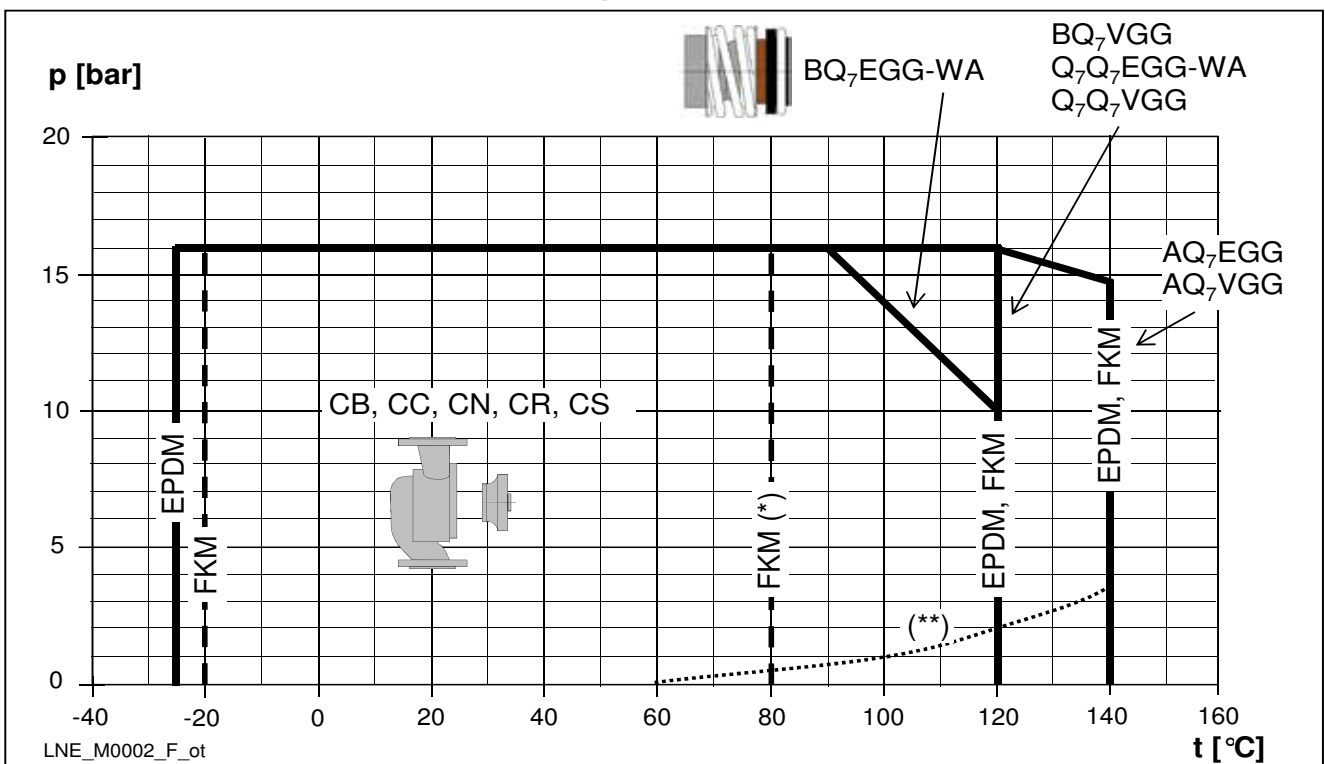 p [bar]
BQ₇EGG-WA
BQ₇VGG
Q₇Q₇EGG-WA
Q₇Q₇VGG
AQ₇EGG
AQ₇VGG
20
15
10
5
0
CB, CC, CN, CR, CS
EPDM
FKM
FKM (*)
EPDM, FKM
EPDM, FKM
(**)
-40 -20 0 20 40 60 80 100 120 140 160
LNE_M0002_F_ot
t [°C]